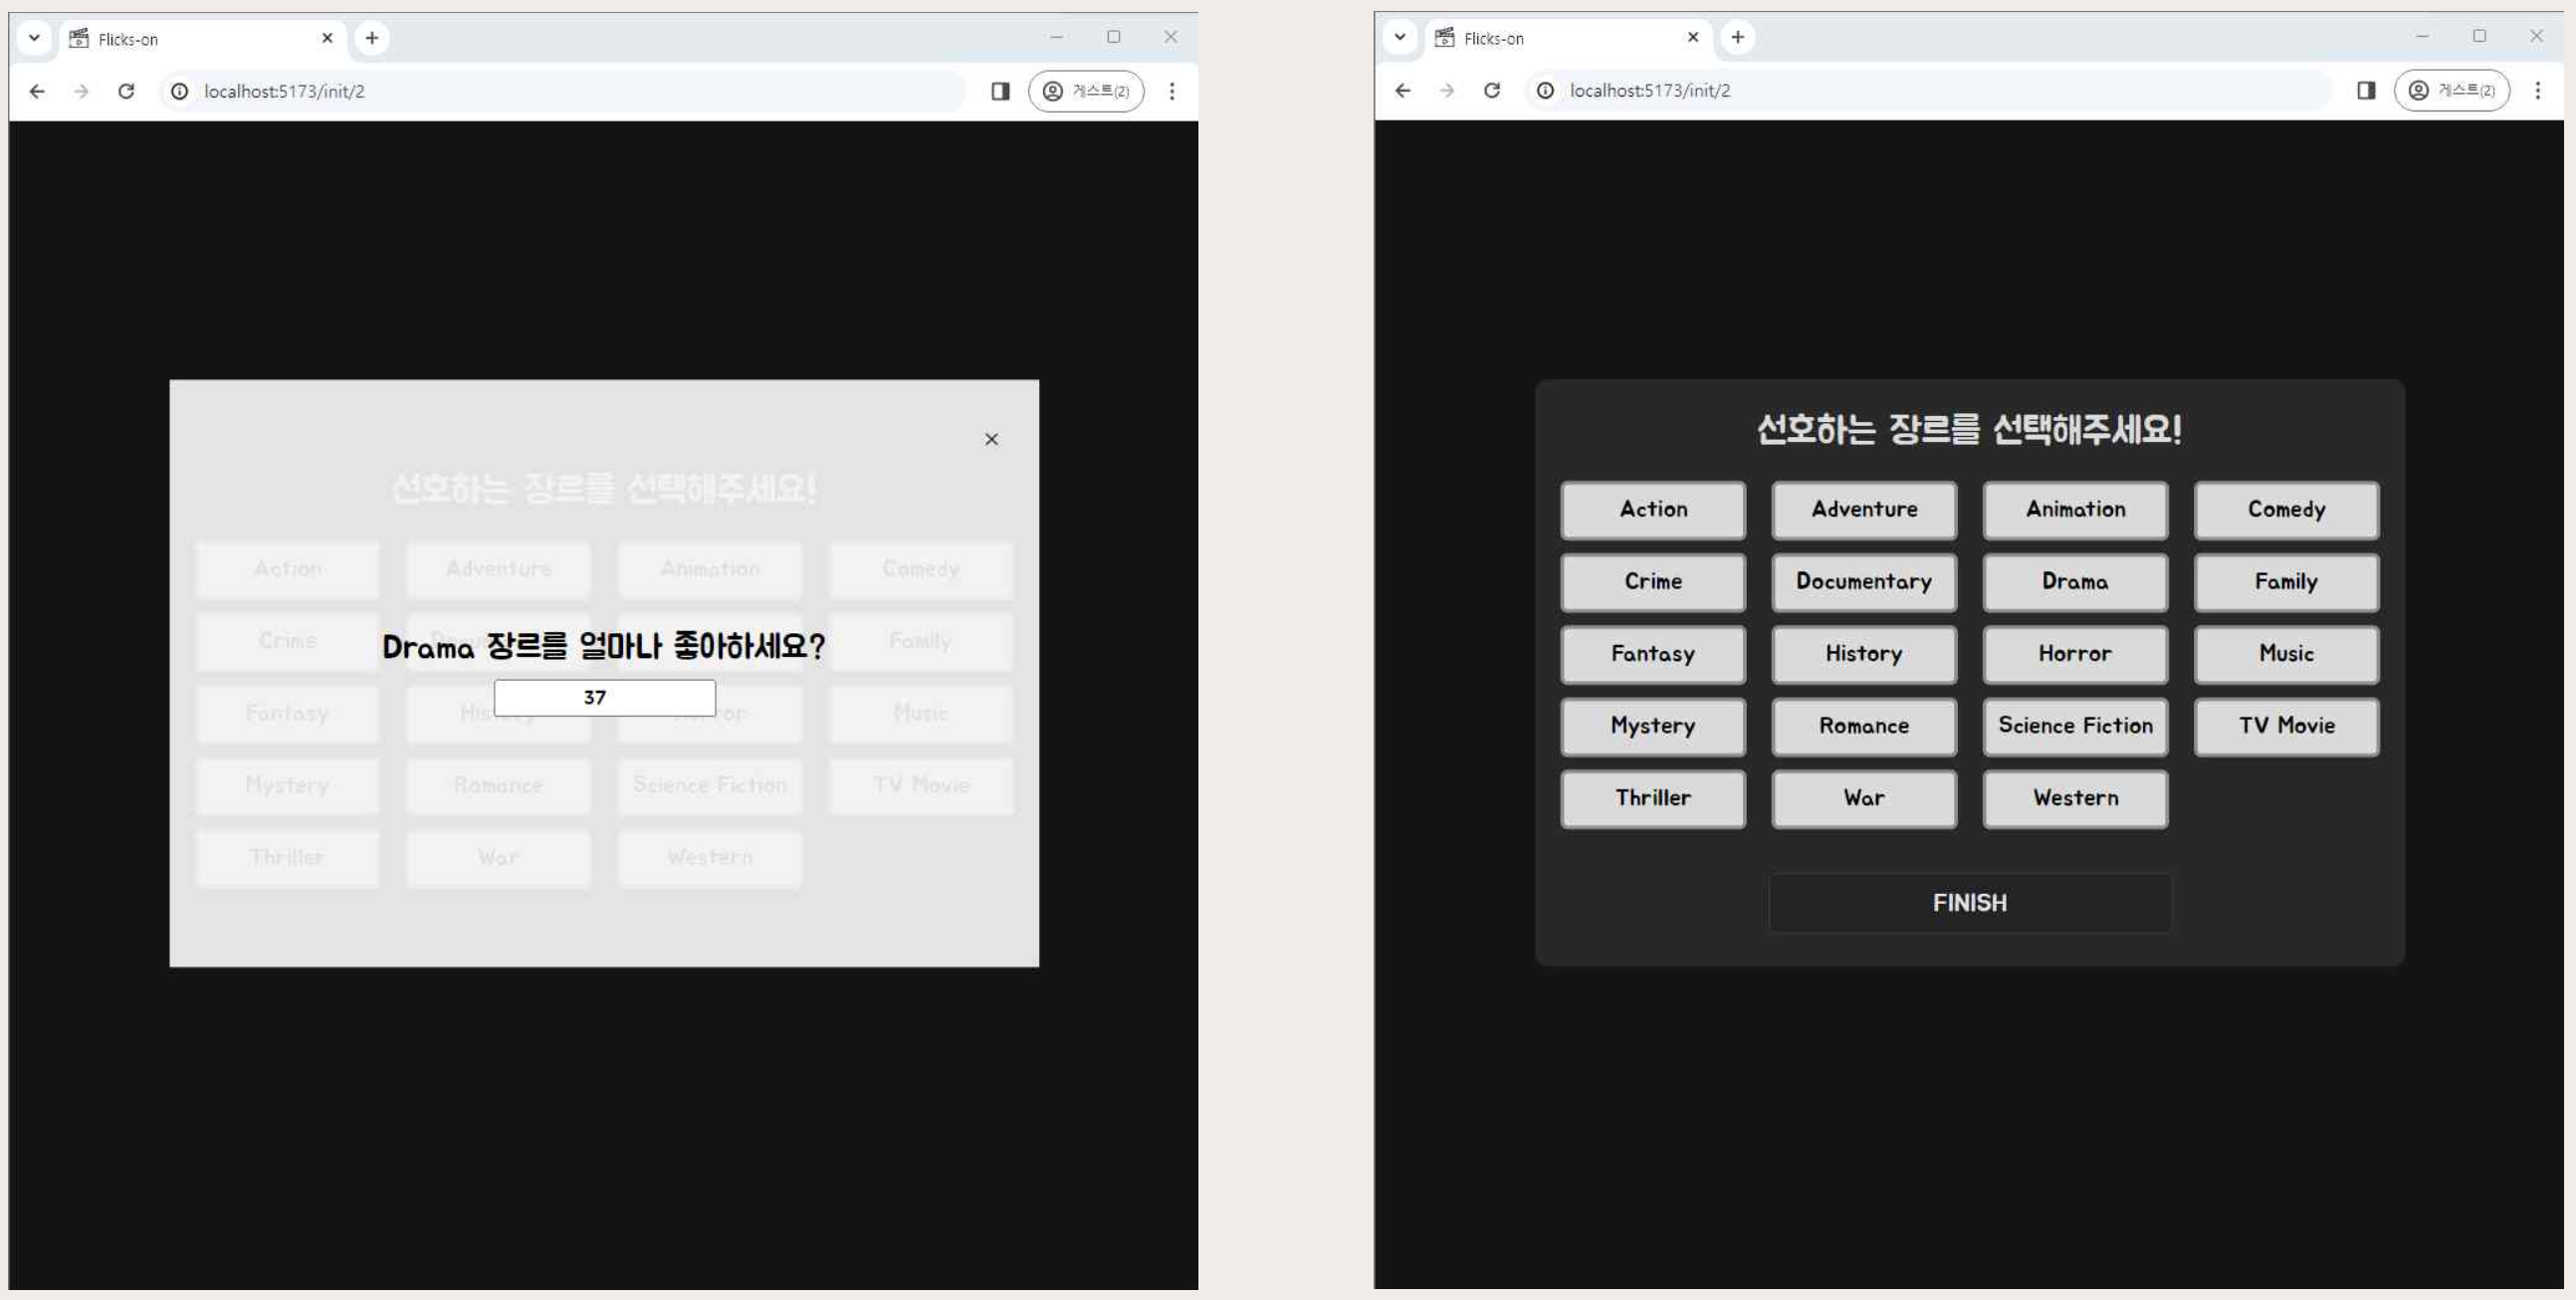 Flicks-on
localhost:5173/init/2
게스트(2)
선호하는 장르를 선택해주세요!
Action Adventure Animation Comedy
Crime Family
Drama 장르를 얼마나 좋아하세요?
37
Fantasy Music
Mystery Romance Science Fiction TV Movie
Thriller War Western
Flicks-on
localhost:5173/init/2
게스트(2)
선호하는 장르를 선택해주세요!
Action Adventure Animation Comedy
Crime Documentary Drama Family
Fantasy History Horror Music
Mystery Romance Science Fiction TV Movie
Thriller War Western
FINISH